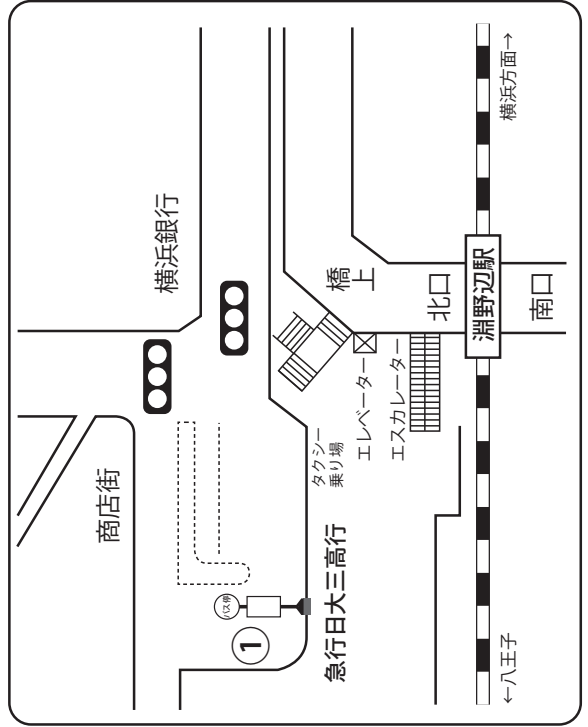 商店街
横浜銀行
バス停
①
急行日大三高行
タクシー
乗り場
エレベーター
エスカレーター
橋上
北口
淵野辺駅
南口
←八王子
横浜方面→